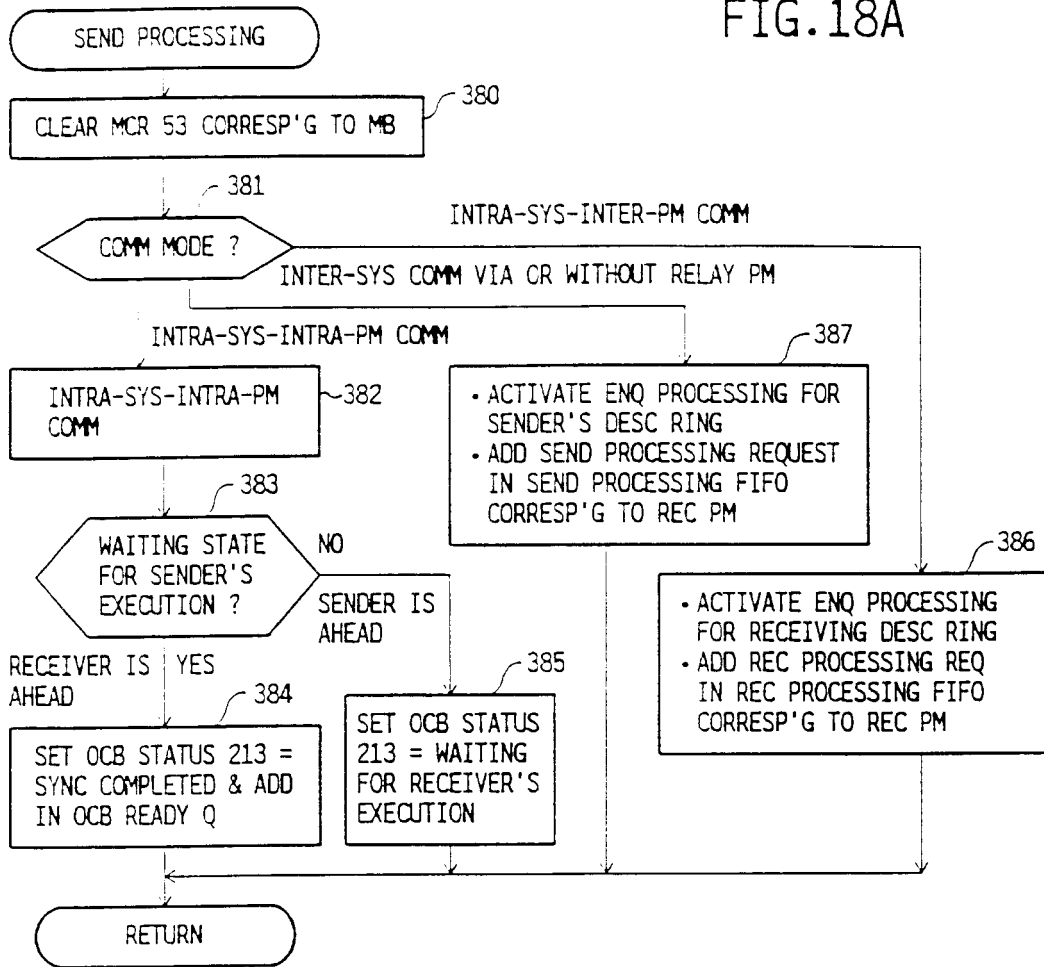 FIG.18A
SEND PROCESSING
380
CLEAR MCR 53 CORRESP'G TO MB
381
COMM MODE ?
INTRA-SYS-INTER-PM COMM
INTER-SYS COMM VIA OR WITHOUT RELAY PM
INTRA-SYS-INTRA-PM COMM
382
INTRA-SYS-INTRA-PM
COMM
387
• ACTIVATE ENQ PROCESSING FOR
SENDER'S DESC RING
• ADD SEND PROCESSING REQUEST
IN SEND PROCESSING FIFO
CORRESP'G TO REC PM
383
WAITING STATE
FOR SENDER'S
EXECUTION ?
NO
SENDER IS
AHEAD
386
• ACTIVATE ENQ PROCESSING
FOR RECEIVING DESC RING
• ADD REC PROCESSING REQ
IN REC PROCESSING FIFO
CORRESP'G TO REC PM
RECEIVER IS
AHEAD
YES
384
SET OCB STATUS 213 =
SYNC COMPLETED & ADD
IN OCB READY Q
385
SET OCB STATUS
213 = WAITING
FOR RECEIVER'S
EXECUTION
RETURN